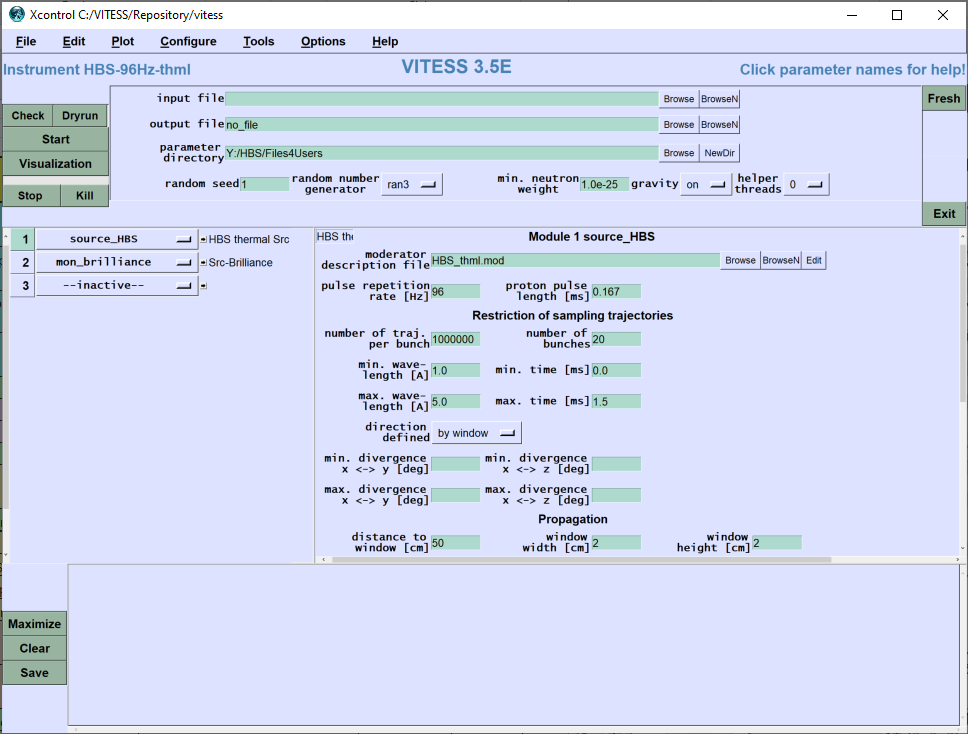 Xcontrol C:/VITESS/Repository/vitess
File Edit Plot Configure Tools Options Help
Instrument HBS-96Hz-thml VITESS 3.5E Click parameter names for help!
input file Browse BrowseN Fresh
Check Dryrun output file no_file Browse BrowseN
Start
parameter directory Y:/HBS/Files4Users Browse NewDir
Visualization
random seed 1 random number generator ran3 min. neutron weight 1.0e-25 gravity on helper threads 0
Stop Kill
Exit
1 source_HBS HBS thermal Src
2 mon_brilliance Src-Brilliance
3 --inactive--
HBS the Module 1 source_HBS
moderator description file HBS_thml.mod Browse BrowseN Edit
pulse repetition rate [Hz] 96 proton pulse length [ms] 0.167
Restriction of sampling trajectories
number of traj. per bunch 1000000 number of bunches 20
min. wave- length [A] 1.0 min. time [ms] 0.0
max. wave- length [A] 5.0 max. time [ms] 1.5
direction defined by window
min. divergence x <-> y [deg] min. divergence x <-> z [deg]
max. divergence x <-> y [deg] max. divergence x <-> z [deg]
Propagation
distance to window [cm] 50 window width [cm] 2 window height [cm] 2
Maximize
Clear
Save